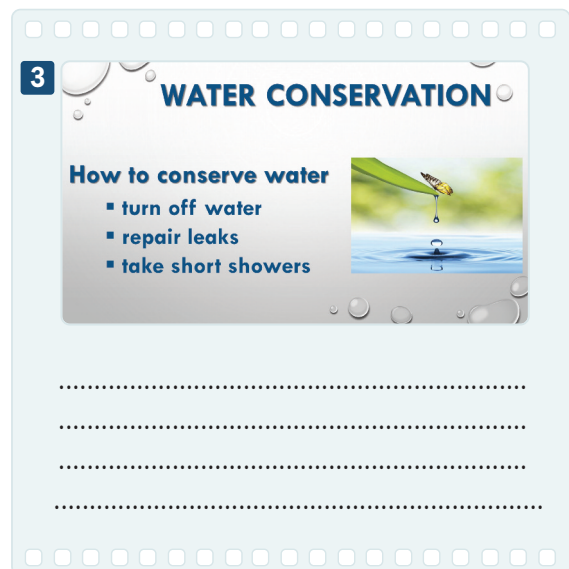 3
WATER CONSERVATION
How to conserve water
▪ turn off water
▪ repair leaks
▪ take short showers